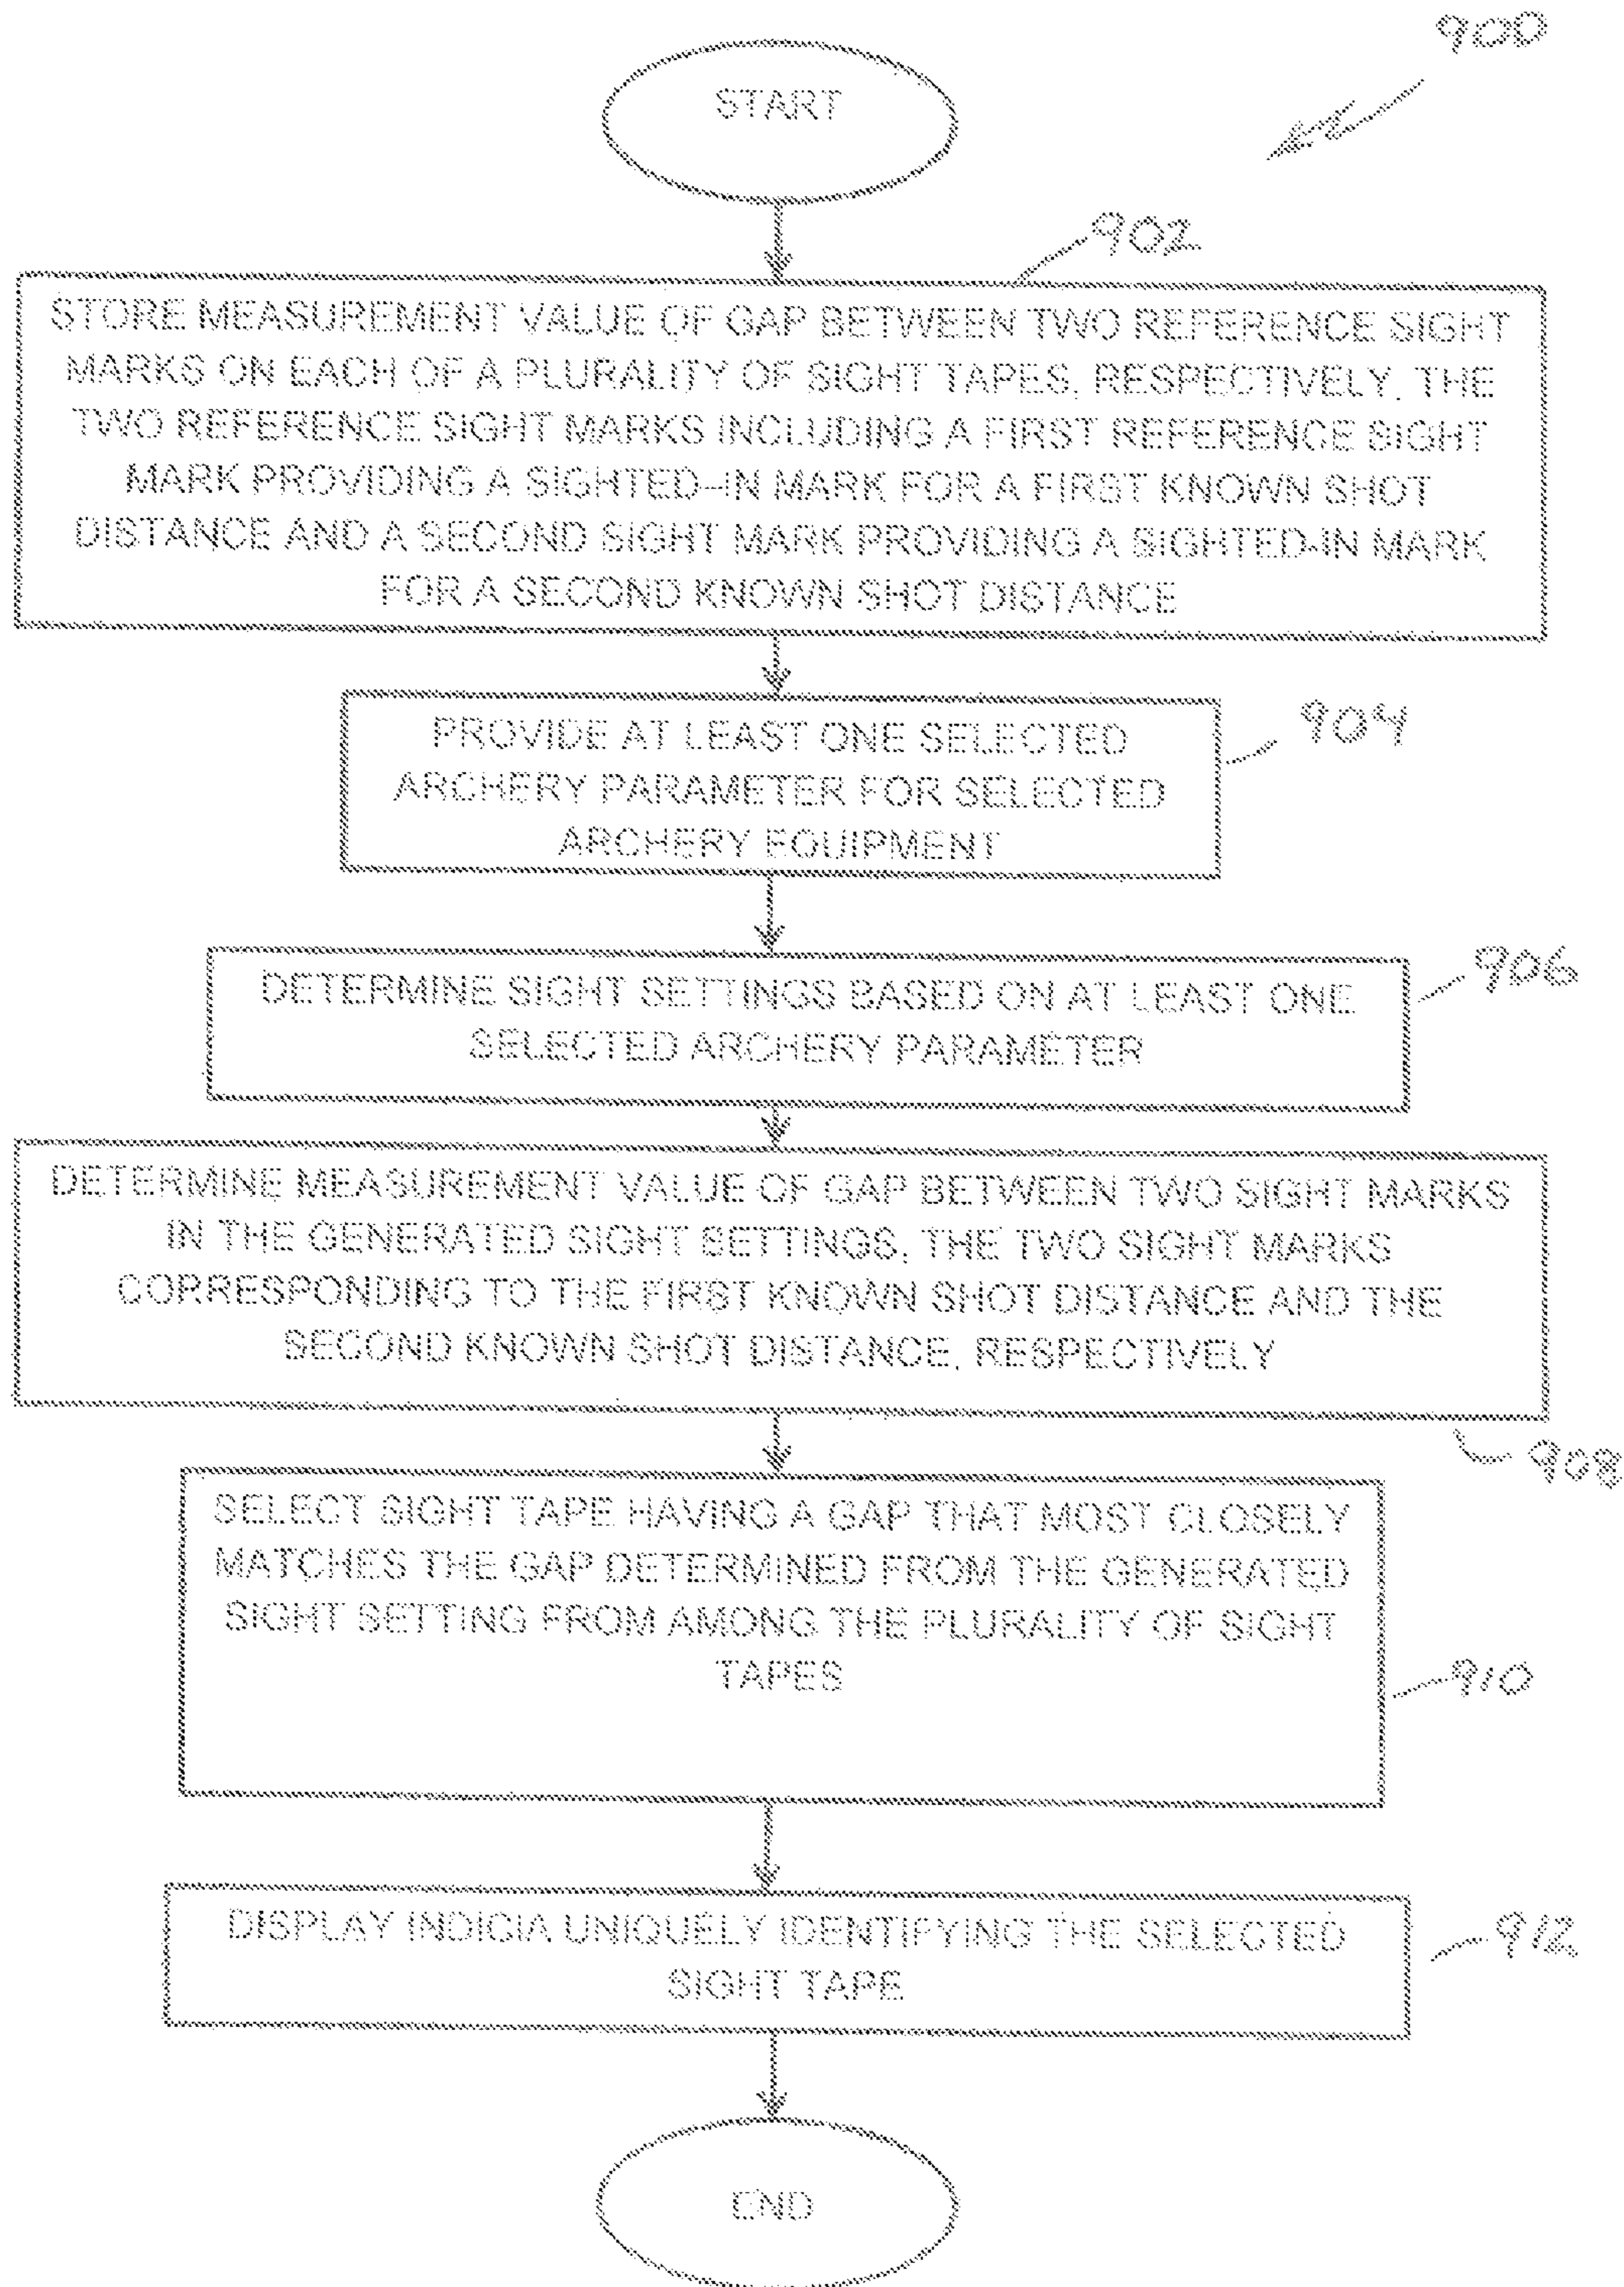 900
START
902
STORE MEASUREMENT VALUE OF GAP BETWEEN TWO REFERENCE SIGHT
MARKS ON EACH OF A PLURALITY OF SIGHT TAPES, RESPECTIVELY, THE
TWO REFERENCE SIGHT MARKS INCLUDING A FIRST REFERENCE SIGHT
MARK PROVIDING A SIGHTED-IN MARK FOR A FIRST KNOWN SHOT
DISTANCE AND A SECOND SIGHT MARK PROVIDING A SIGHTED-IN MARK
FOR A SECOND KNOWN SHOT DISTANCE
PROVIDE AT LEAST ONE SELECTED
ARCHERY PARAMETER FOR SELECTED
ARCHERY EQUIPMENT
904
DETERMINE SIGHT SETTINGS BASED ON AT LEAST ONE
SELECTED ARCHERY PARAMETER
906
DETERMINE MEASUREMENT VALUE OF GAP BETWEEN TWO SIGHT MARKS
IN THE GENERATED SIGHT SETTINGS, THE TWO SIGHT MARKS
CORRESPONDING TO THE FIRST KNOWN SHOT DISTANCE AND THE
SECOND KNOWN SHOT DISTANCE, RESPECTIVELY
908
SELECT SIGHT TAPE HAVING A GAP THAT MOST CLOSELY
MATCHES THE GAP DETERMINED FROM THE GENERATED
SIGHT SETTING FROM AMONG THE PLURALITY OF SIGHT
TAPES
910
DISPLAY INDICIA UNIQUELY IDENTIFYING THE SELECTED
SIGHT TAPE
912
END